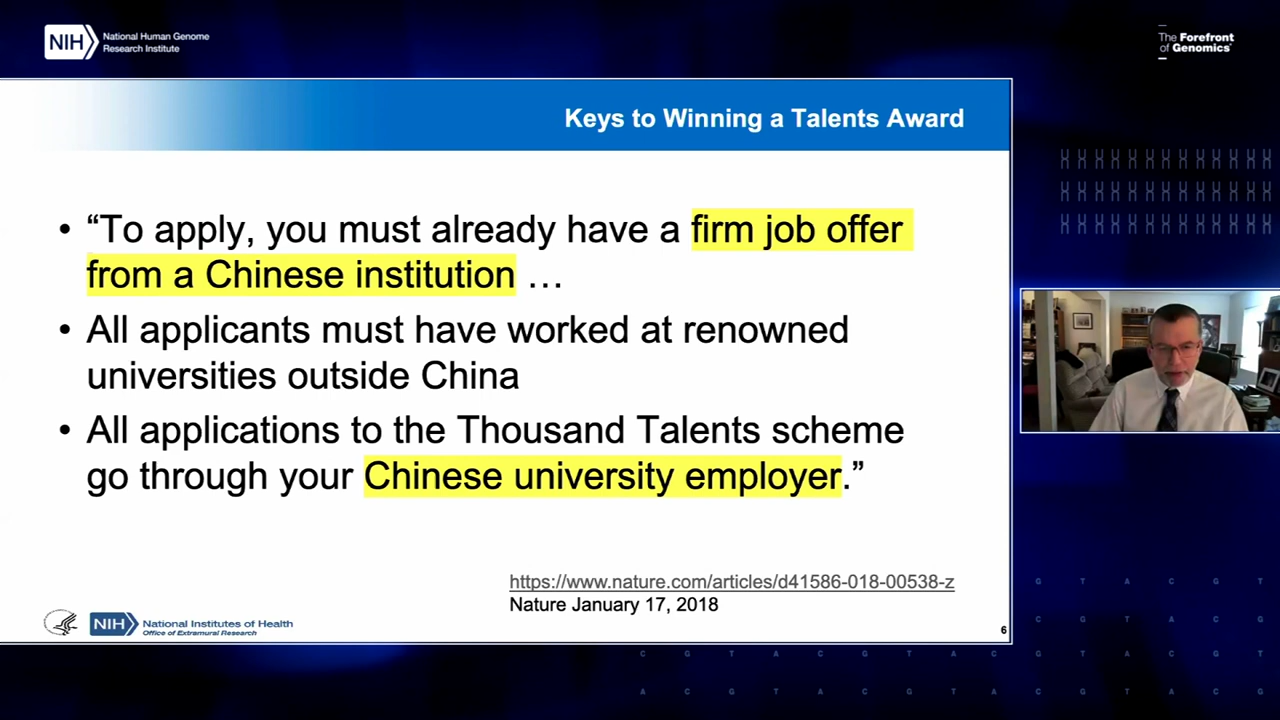 NIH
National Human Genome
Research Institute
The Forefront
of Genomics®
Keys to Winning a Talents Award
• “To apply, you must already have a firm job offer
from a Chinese institution …
• All applicants must have worked at renowned
universities outside China
• All applications to the Thousand Talents scheme
go through your Chinese university employer.”
https://www.nature.com/articles/d41586-018-00538-z
Nature January 17, 2018
NIH
National Institutes of Health
Office of Extramural Research
6
G T A C G T
C G T A C G T
C G T A C G T A C G T A C G T
A C G T A C G T A C G T A C G